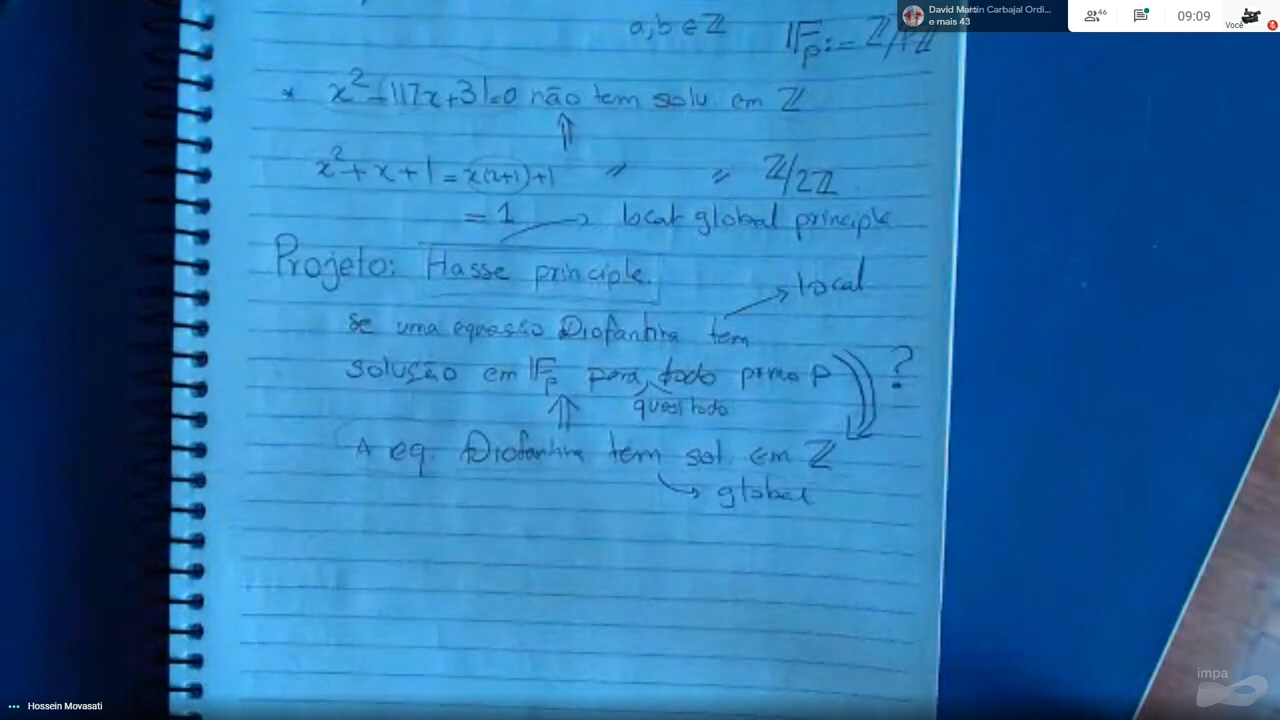 David Martin Carbajal Ordi...
e mais 43
46
09:09
Você
a,b ∈ ℤ 𝔽p := ℤ/pℤ
* x² - 117x + 31 = 0 não tem solu. em ℤ
⇑
x² + x + 1 = x(x+1)+1 〃 〃 ℤ/2ℤ
= 1 → local global principle
Projeto: Hasse principle.
→ Local
Se uma equação Diofantina tem
solução em 𝔽p para todo primo p ?
⇑ quasi todo
A eq. Diofantina tem sol. em ℤ
→ global
impa
Hossein Movasati